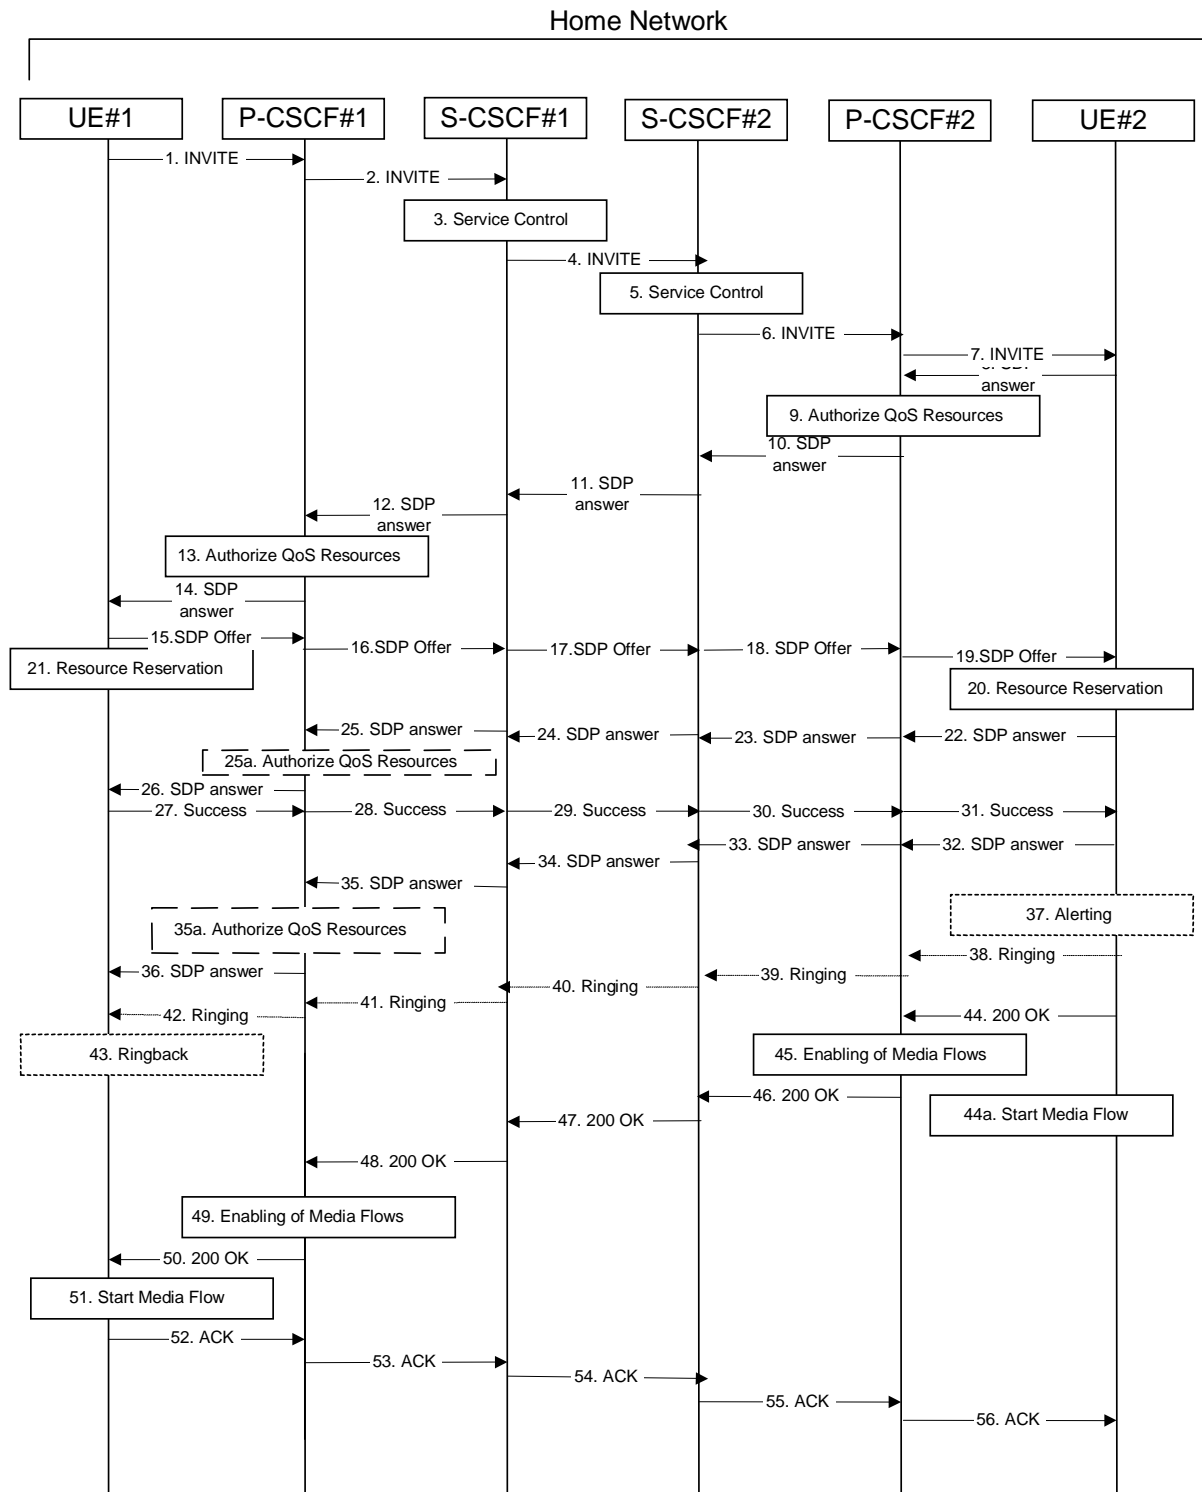 Home Network
UE#1
P-CSCF#1
S-CSCF#1
S-CSCF#2
P-CSCF#2
UE#2
1. INVITE
2. INVITE
3. Service Control
4. INVITE
5. Service Control
6. INVITE
7. INVITE
SDP
answer
9. Authorize QoS Resources
10. SDP
answer
11. SDP
answer
12. SDP
answer
13. Authorize QoS Resources
14. SDP
answer
15.SDP Offer
16.SDP Offer
17.SDP Offer
18. SDP Offer
19.SDP Offer
21. Resource Reservation
20. Resource Reservation
25. SDP answer
24. SDP answer
23. SDP answer
22. SDP answer
25a. Authorize QoS Resources
26. SDP answer
27. Success
28. Success
29. Success
30. Success
31. Success
33. SDP answer
32. SDP answer
34. SDP answer
35. SDP answer
37. Alerting
35a. Authorize QoS Resources
38. Ringing
36. SDP answer
39. Ringing
40. Ringing
41. Ringing
42. Ringing
44. 200 OK
43. Ringback
45. Enabling of Media Flows
46. 200 OK
44a. Start Media Flow
47. 200 OK
48. 200 OK
49. Enabling of Media Flows
50. 200 OK
51. Start Media Flow
52. ACK
53. ACK
54. ACK
55. ACK
56. ACK